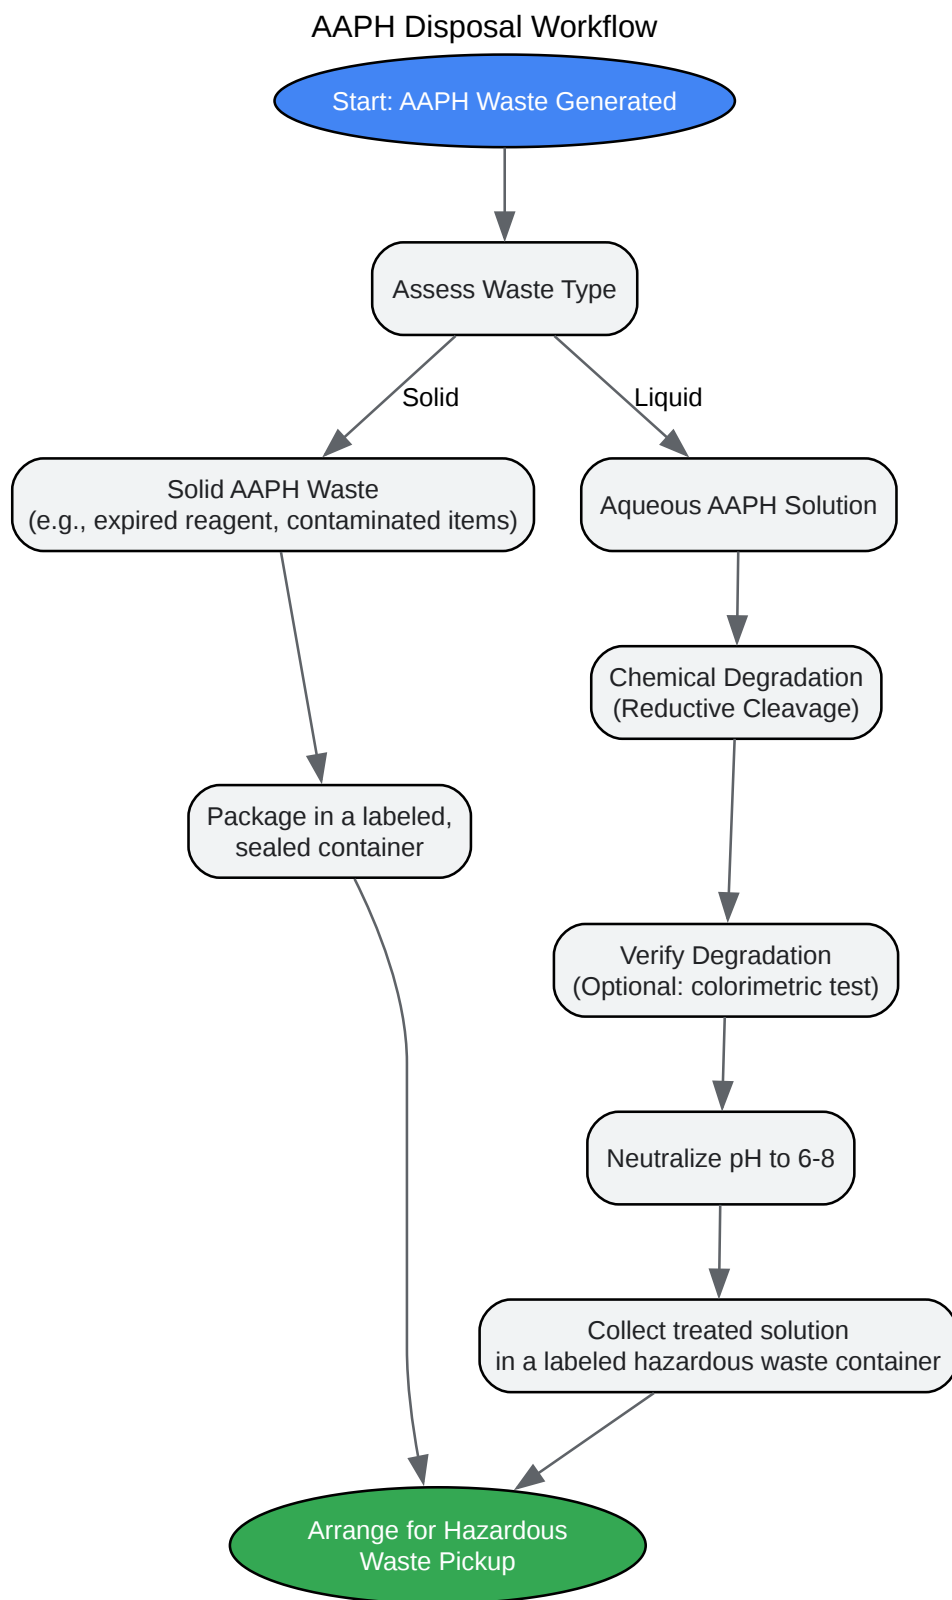 AAPH Disposal Workflow
Start: AAPH Waste Generated
Assess Waste Type
Solid
Liquid
Solid AAPH Waste
(e.g., expired reagent, contaminated items)
Aqueous AAPH Solution
Chemical Degradation
(Reductive Cleavage)
Package in a labeled,
sealed container
Verify Degradation
(Optional: colorimetric test)
Neutralize pH to 6-8
Collect treated solution
in a labeled hazardous waste container
Arrange for Hazardous
Waste Pickup